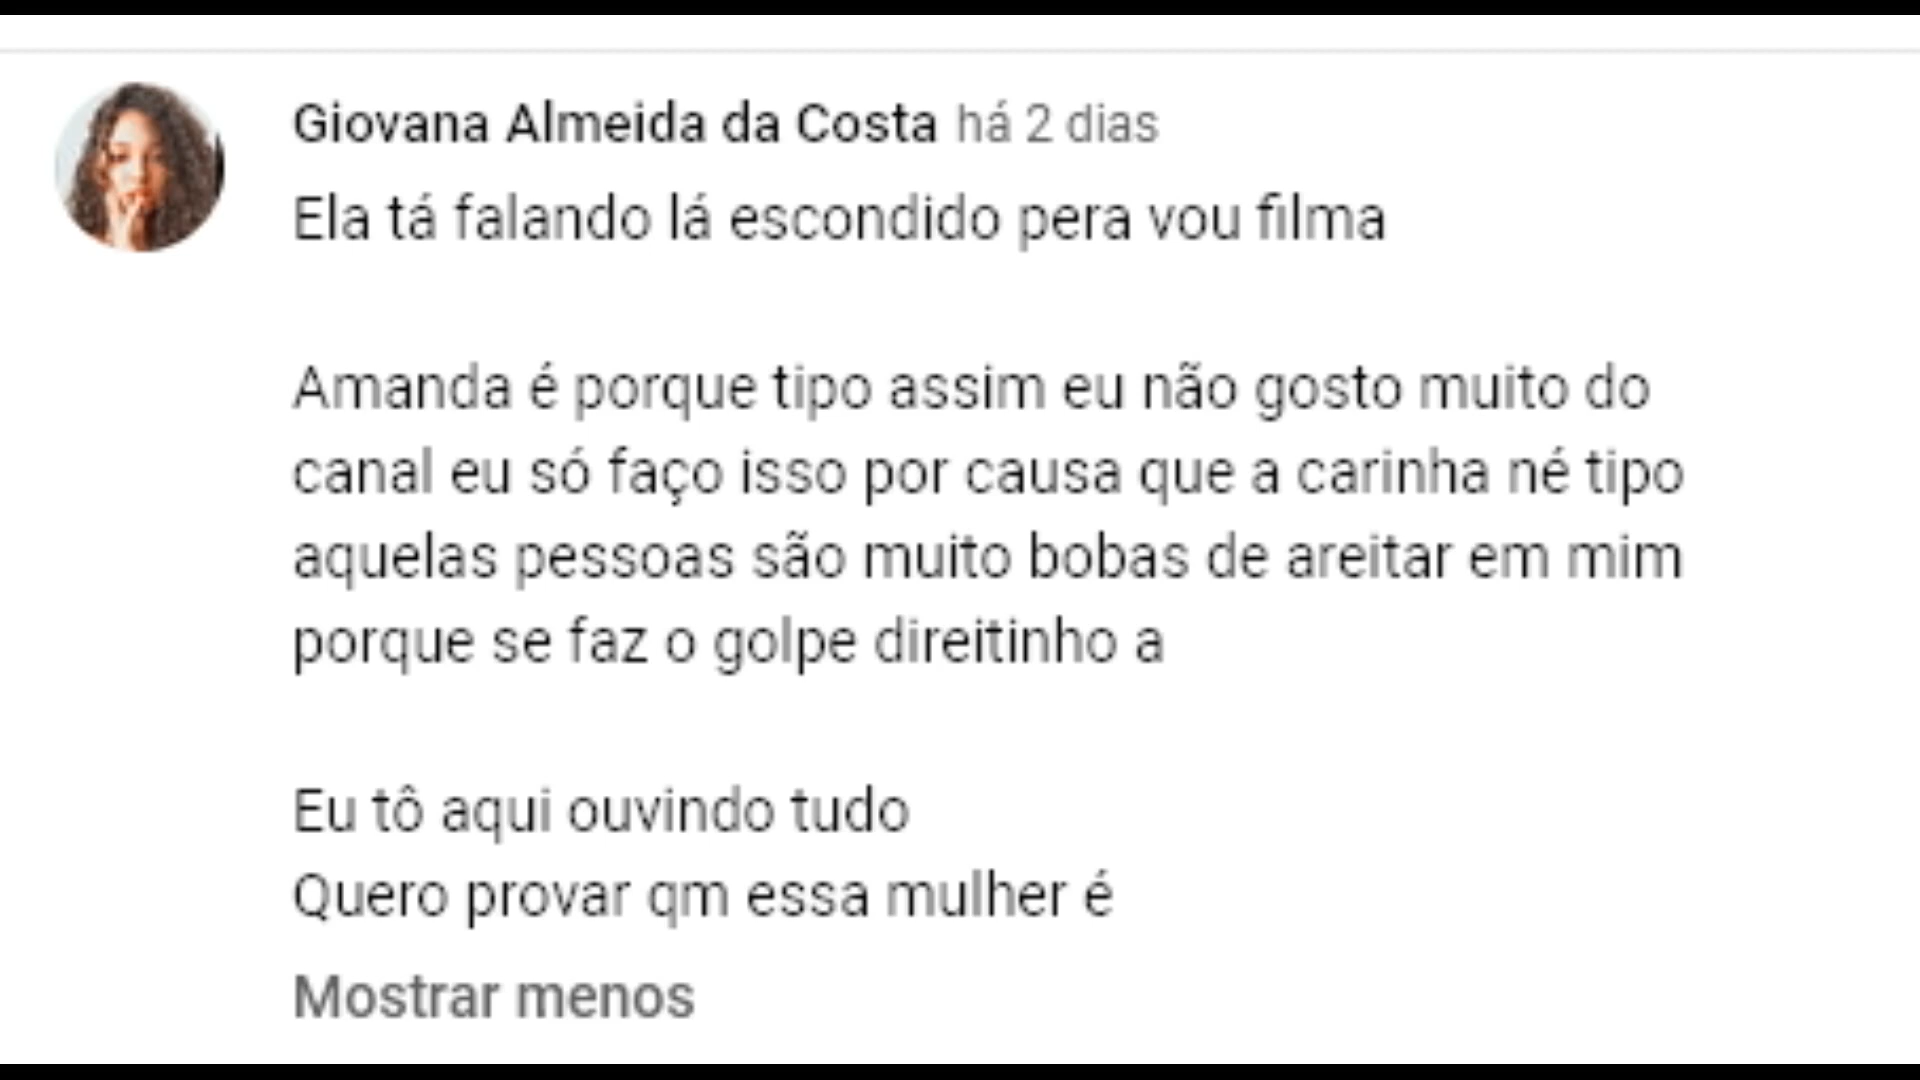 Giovana Almeida da Costa há 2 dias
Ela tá falando lá escondido pera vou filma
Amanda é porque tipo assim eu não gosto muito do
canal eu só faço isso por causa que a carinha né tipo
aquelas pessoas são muito bobas de areitar em mim
porque se faz o golpe direitinho a
Eu tô aqui ouvindo tudo
Quero provar qm essa mulher é
Mostrar menos